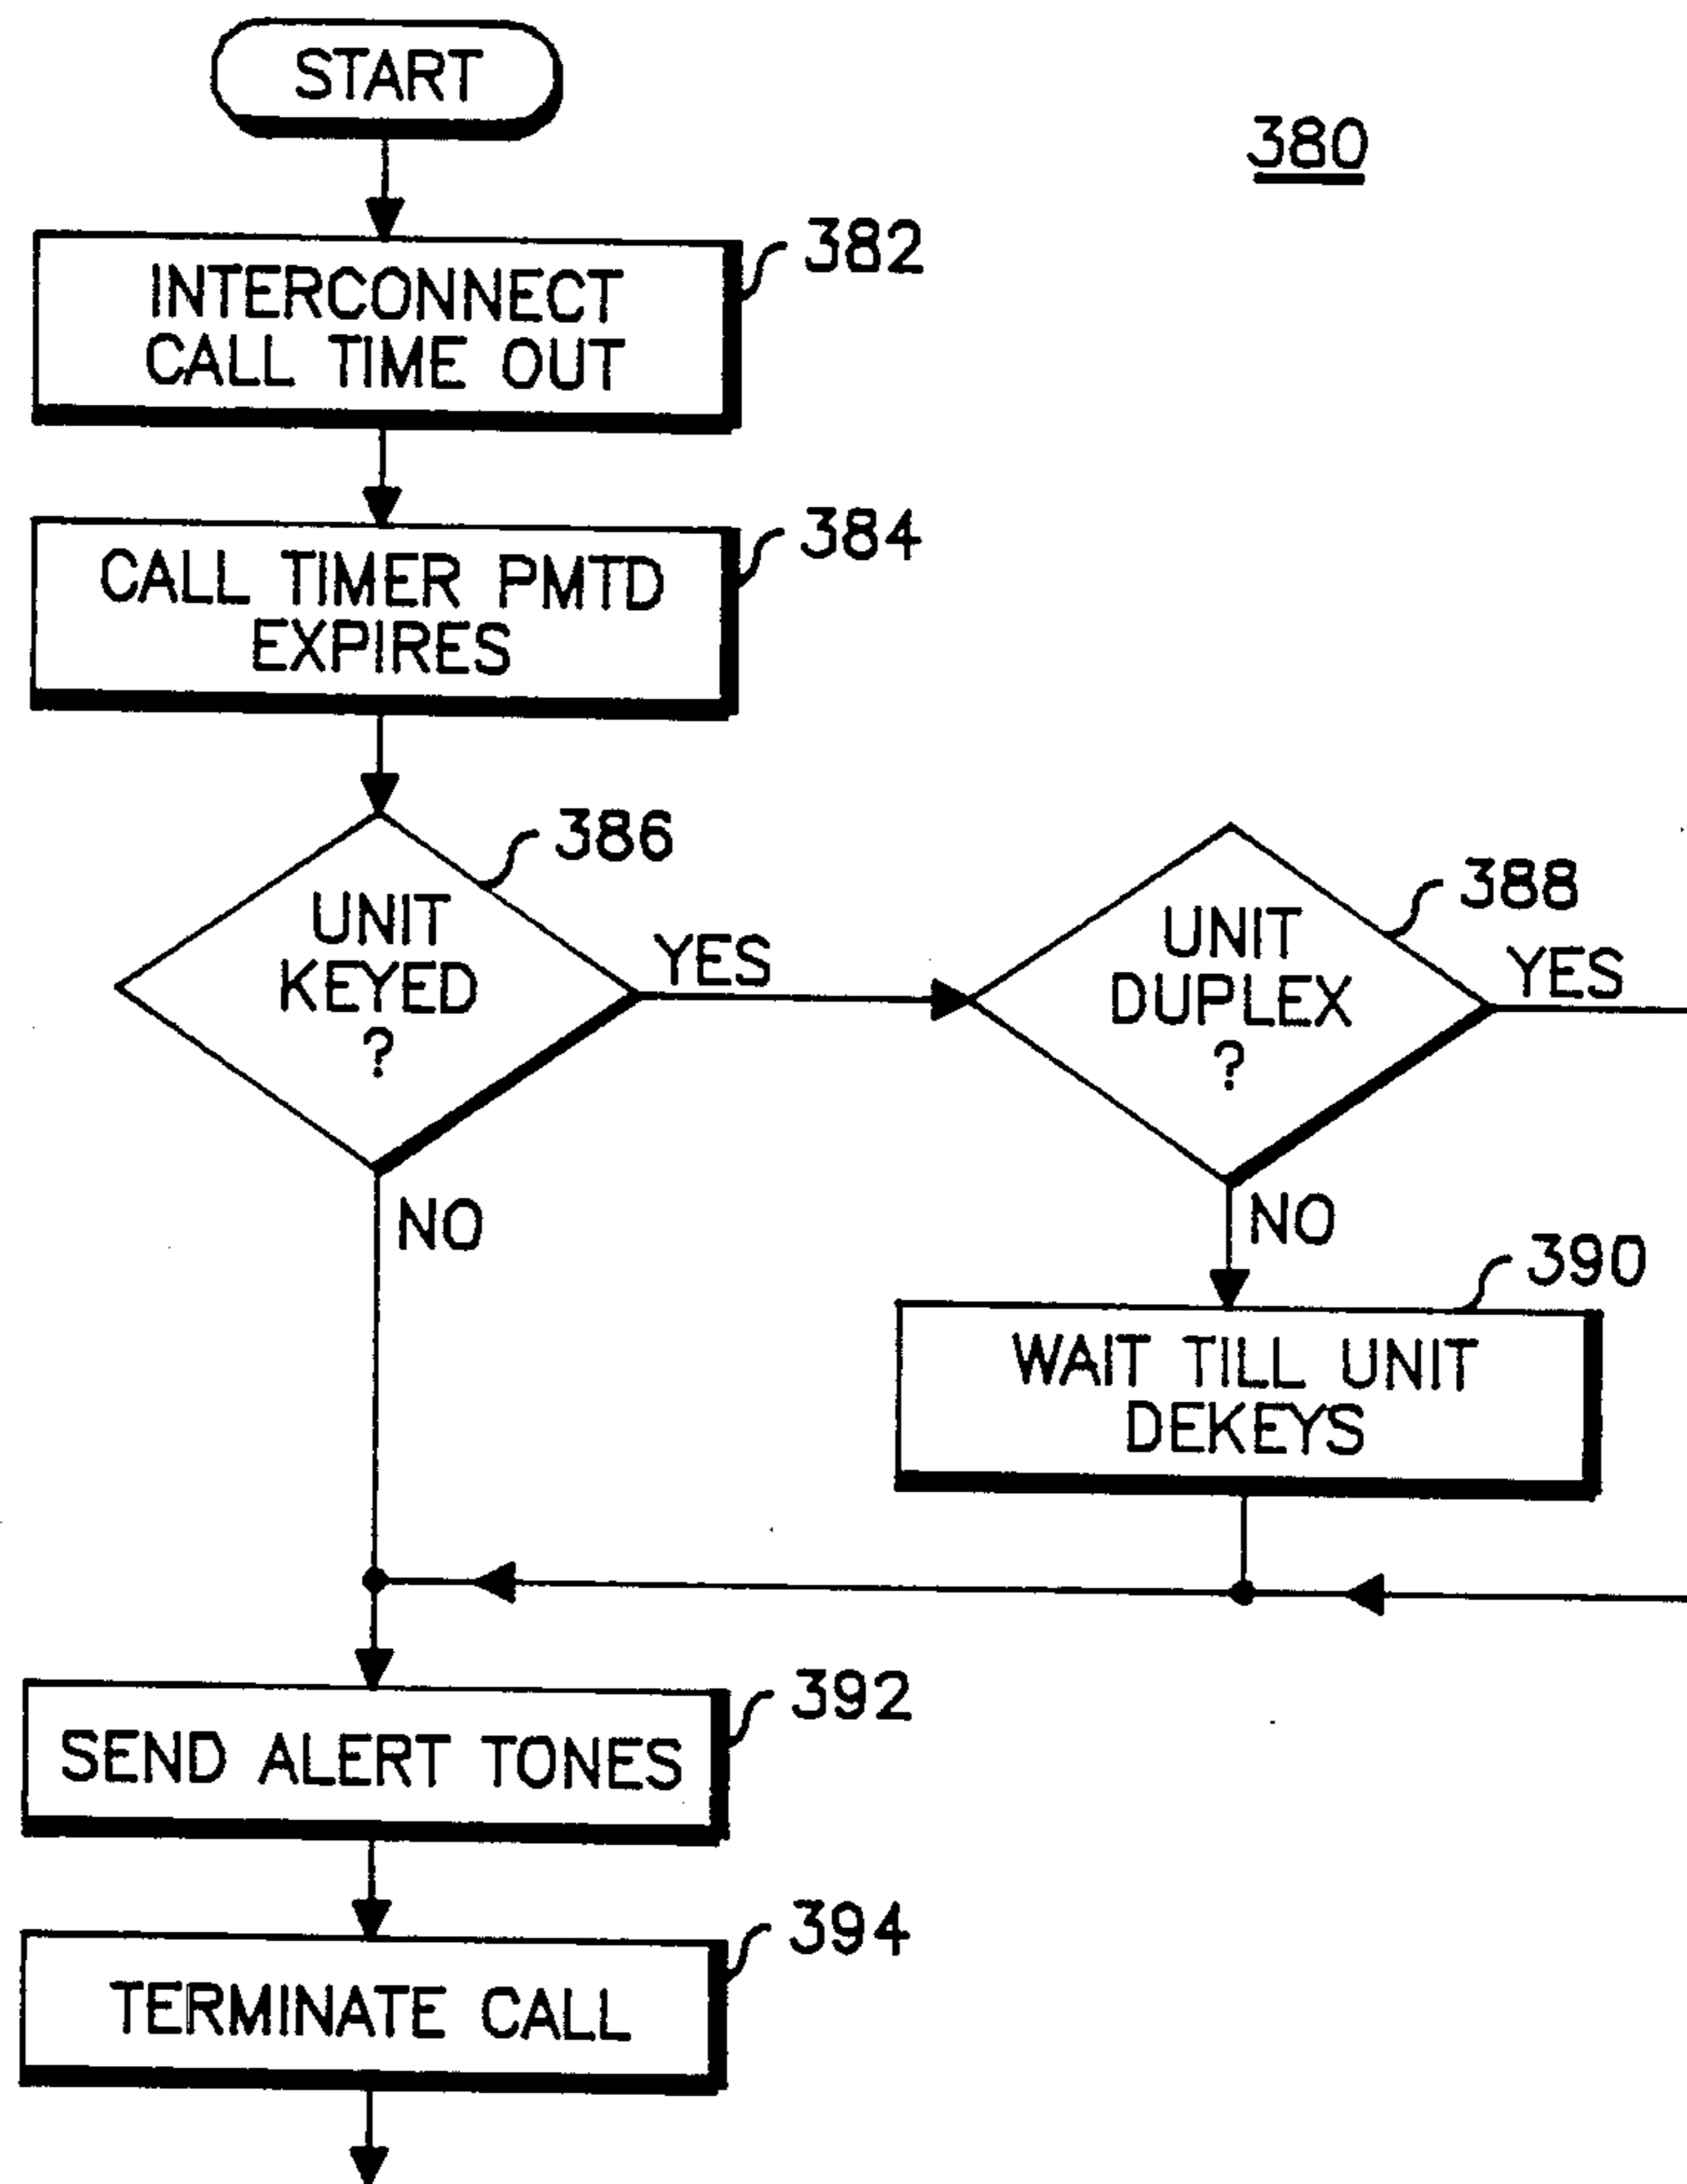 START
380
382
INTERCONNECT
CALL TIME OUT
384
CALL TIMER PMTD
EXPIRES
386
UNIT
KEYED
?
YES
NO
388
UNIT
DUPLEX
?
YES
NO
390
WAIT TILL UNIT
DEKEYS
392
SEND ALERT TONES
394
TERMINATE CALL